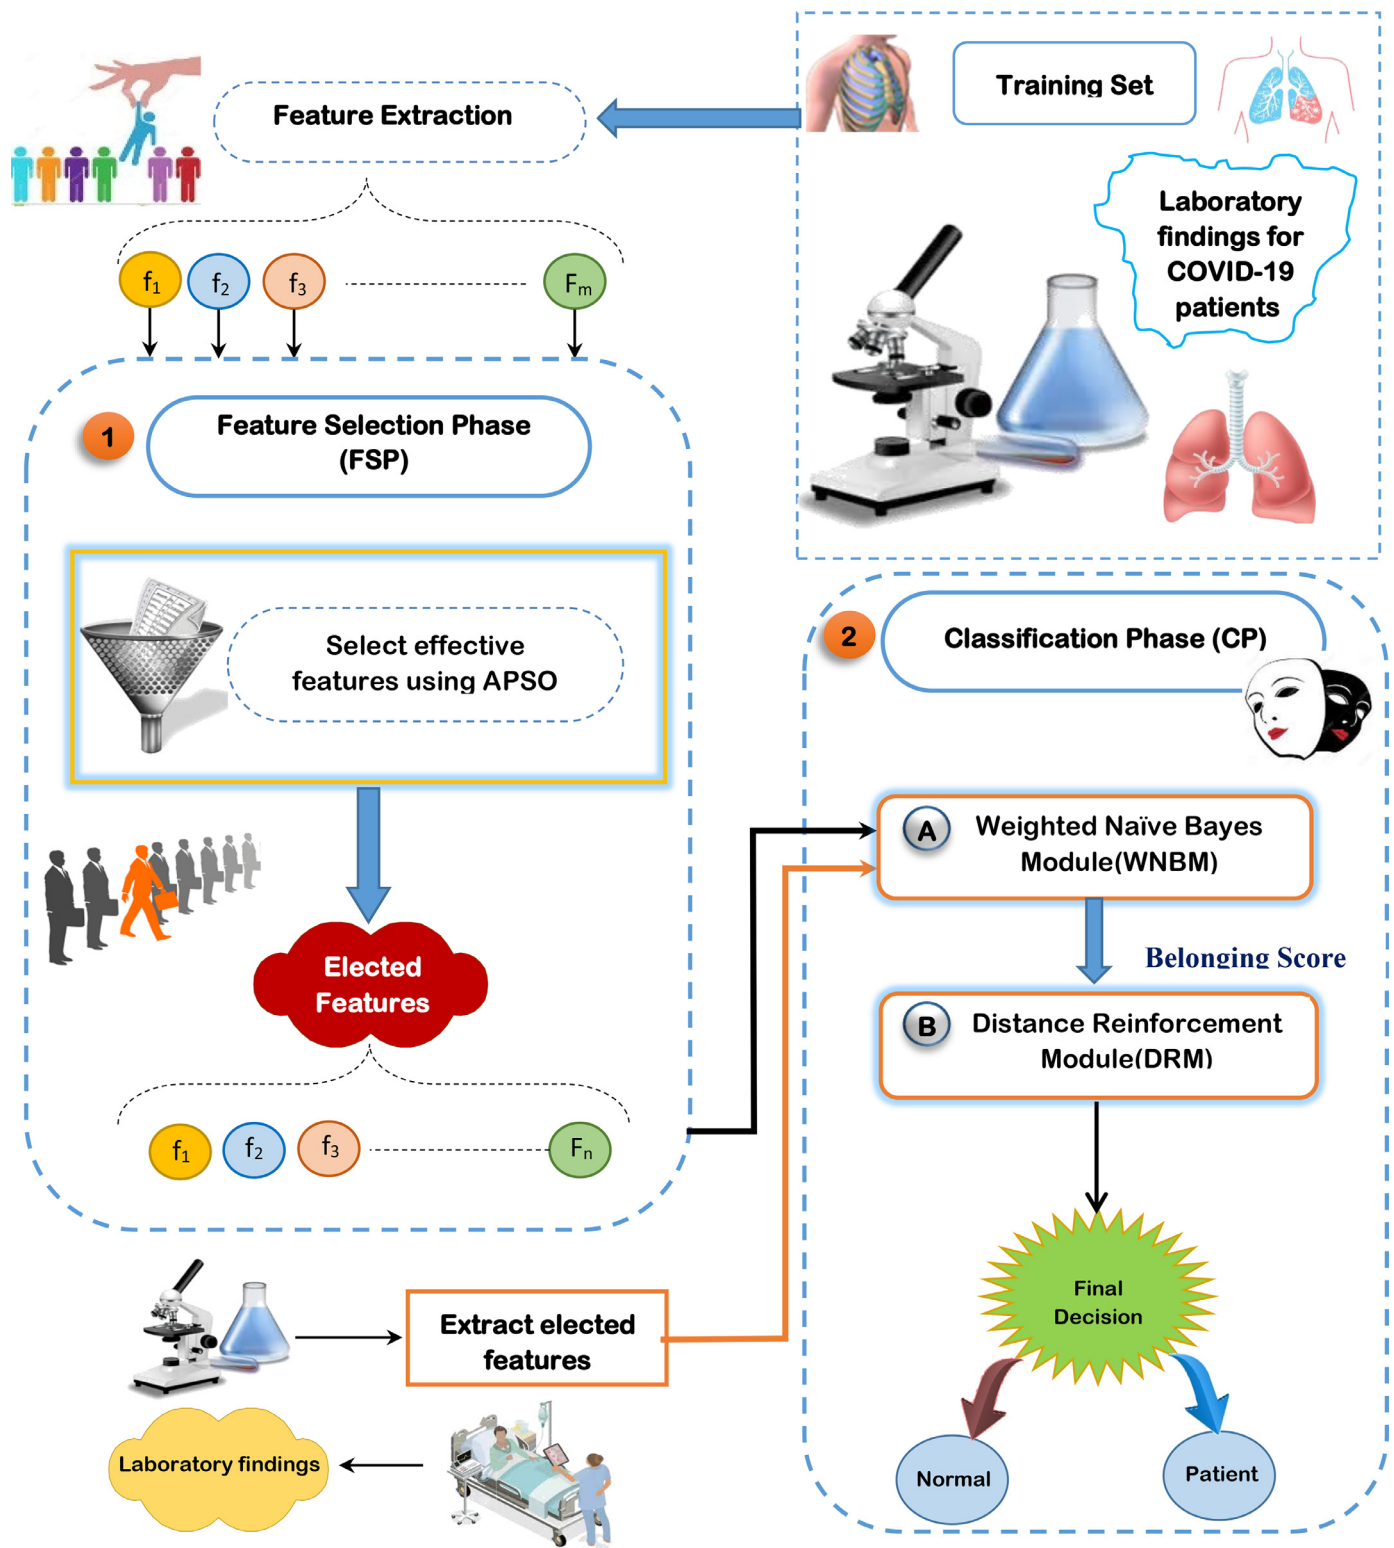 Training Set
Feature Extraction
Laboratory
findings for
COVID-19
patients
f1
f2
f3
Fm
1
Feature Selection Phase
(FSP)
Select effective
features using APSO
Elected
Features
f1
f2
f3
Fn
2
Classification Phase (CP)
A
Weighted Naïve Bayes
Module(WNBM)
Belonging Score
B
Distance Reinforcement
Module(DRM)
Final
Decision
Normal
Patient
Extract elected
features
Laboratory findings